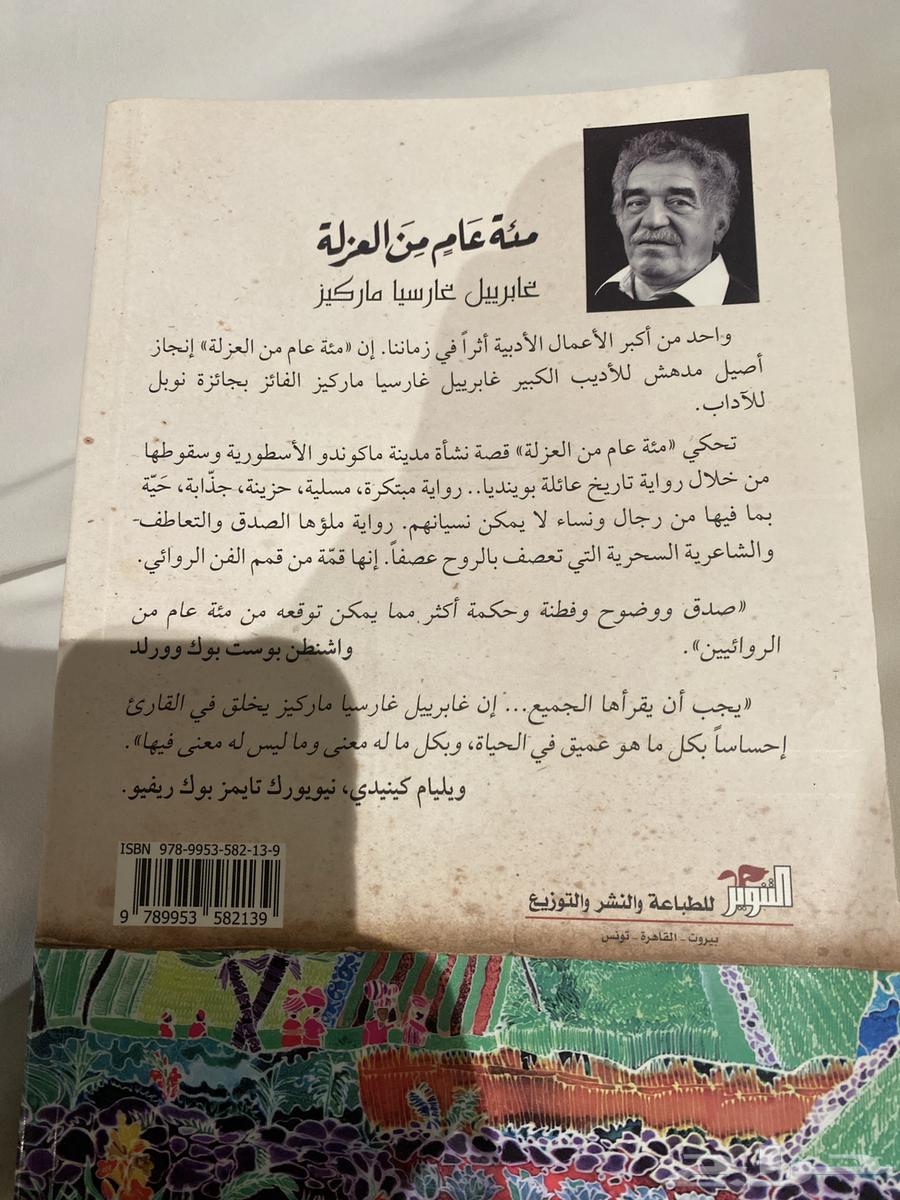 مئة عَامٍ مِنَ العزلة
غابرييل غارسيا ماركيز
واحد من أكبر الأعمال الأدبية أثراً في زماننا. إن «مئة عام من العزلة» إنجاز
أصيل مدهش للأديب الكبير غابرييل غارسيا ماركيز الفائز بجائزة نوبل
للآداب.
تحكي «مئة عام من العزلة» قصة نشأة مدينة ماكوندو الأسطورية وسقوطها
من خلال رواية تاريخ عائلة بوينديا.. رواية مبتكرة، مسلية، حزينة، جذّابة، حَيّة
بما فيها من رجال ونساء لا يمكن نسيانهم. رواية ملؤها الصدق والتعاطف-
والشاعرية السحرية التي تعصف بالروح عصفاً. إنها قمّة من قمم الفن الروائي.
«صدق ووضوح وفطنة وحكمة أكثر مما يمكن توقعه من مئة عام من
الروائيين». واشنطن بوست بوك وورلد
«يجب أن يقرأها الجميع... إن غابرييل غارسيا ماركيز يخلق في القارئ
إحساساً بكل ما هو عميق في الحياة، وبكل ما له معنى وما ليس له معنى فيها».
ويليام كينيدي، نيويورك تايمز بوك ريفيو.
ISBN 978-9953-582-13-9
9 789953 582139
التنوير للطباعة والنشر والتوزيع
بيروت - القاهرة - تونس